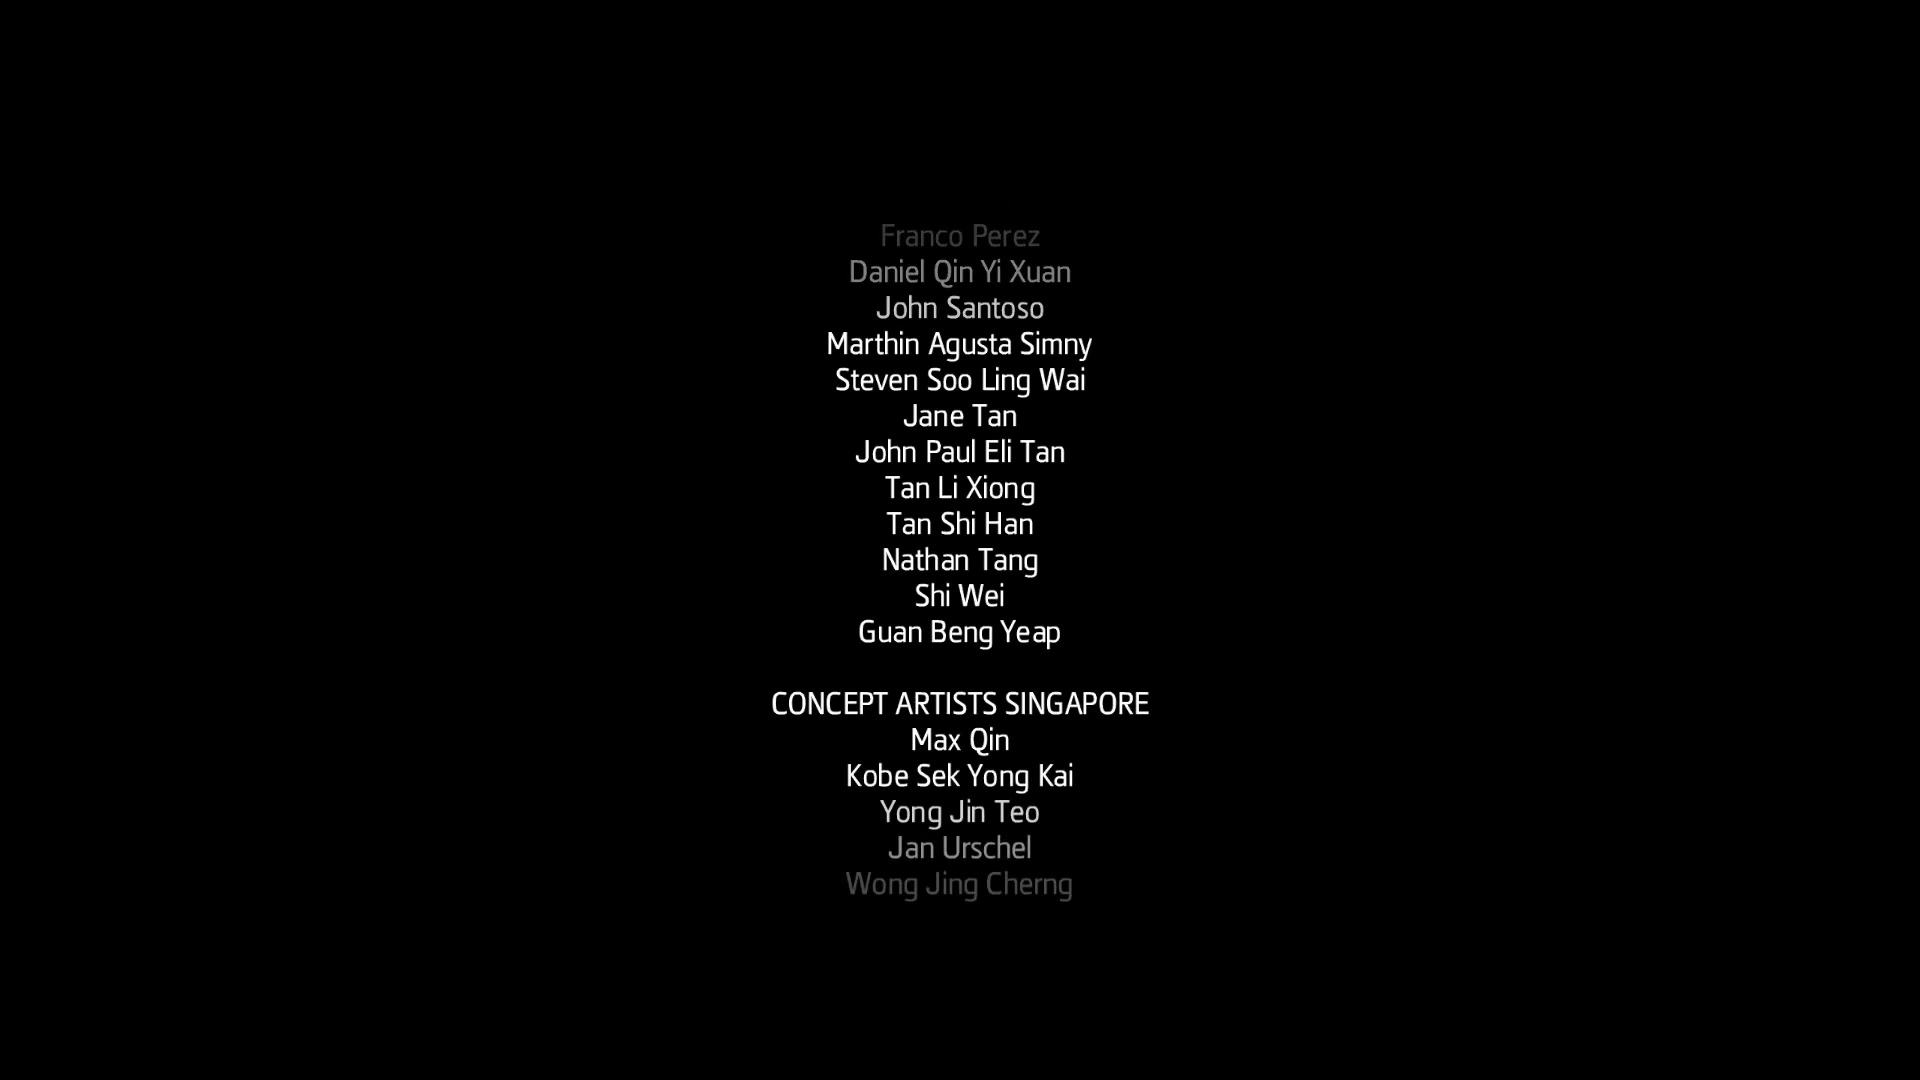 Franco Perez
Daniel Qin Yi Xuan
John Santoso
Marthin Agusta Simny
Steven Soo Ling Wai
Jane Tan
John Paul Eli Tan
Tan Li Xiong
Tan Shi Han
Nathan Tang
Shi Wei
Guan Beng Yeap
CONCEPT ARTISTS SINGAPORE
Max Qin
Kobe Sek Yong Kai
Yong Jin Teo
Jan Urschel
Wong Jing Cherng